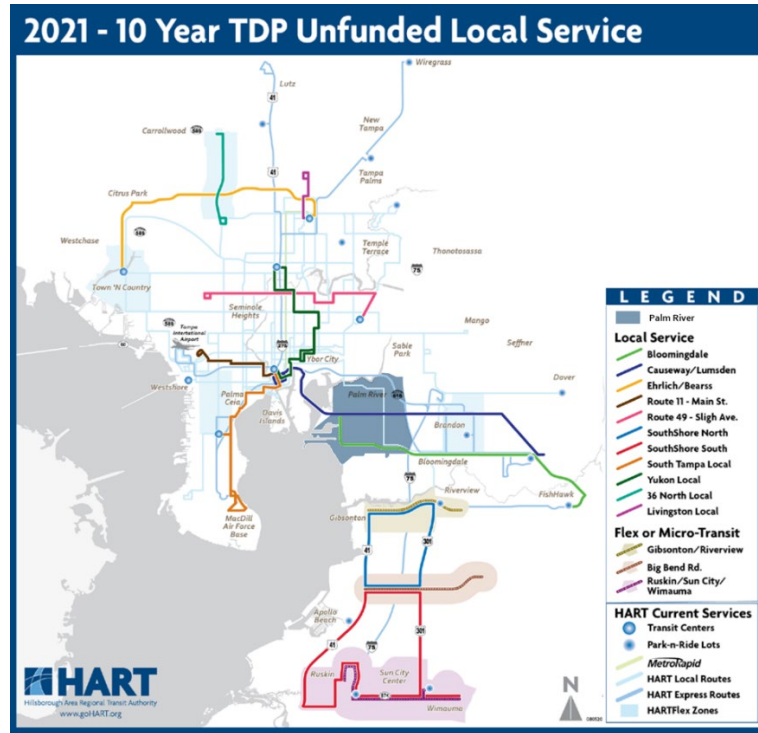 2021 - 10 Year TDP Unfunded Local Service
Wiregrass
Lutz
41
New
Tampa
Carrollwood
41
Tampa
Palms
Citrus Park
Westchase
Temple
Terrace
Thonotosassa
75
Town 'N Country
Seminole
Heights
Mango
Tampa
International
Airport
275
Sable
Park
Seffner
Ybor City
Dover
Westshore
Palma
Ceia
Davis
Islands
Palm River
Brandon
Bloomingdale
75
Riverview
FishHawk
MacDill
Air Force
Base
Gibsonton
41
301
Apollo
Beach
41
75
301
Ruskin
Sun City
Center
Wimauma
LEGEND
Palm River
Local Service
Bloomingdale
Causeway/Lumsden
Ehrlich/Bearss
Route 11 - Main St.
Route 49 - Sligh Ave.
SouthShore North
SouthShore South
South Tampa Local
Yukon Local
36 North Local
Livingston Local
Flex or Micro-Transit
Gibsonton/Riverview
Big Bend Rd.
Ruskin/Sun City/
Wimauma
HART Current Services
Transit Centers
Park-n-Ride Lots
MetroRapid
HART Local Routes
HART Express Routes
HARTFlex Zones
HART
Hillsborough Area Regional Transit Authority
www.goHART.org
N